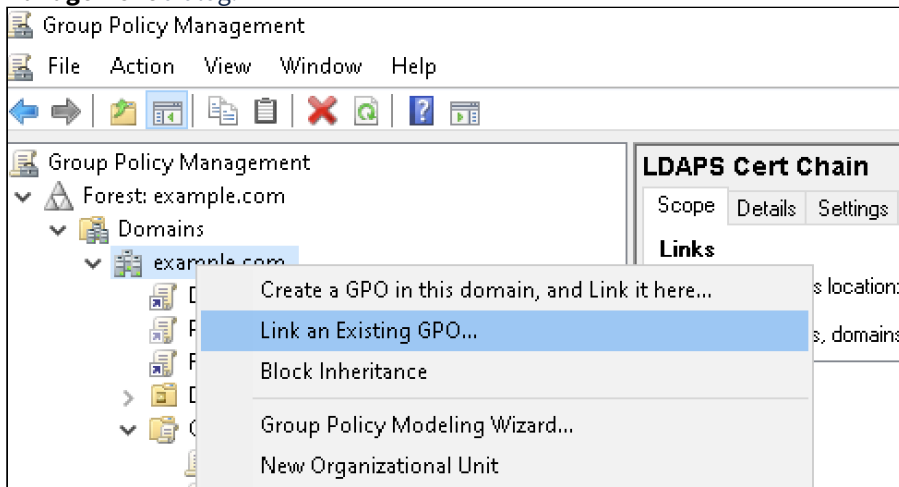 Group Policy Management
File Action View Window Help
Group Policy Management
Forest: example.com
Domains
example.com
LDAPS Cert Chain
Scope Details Settings
Links
s location:
s, domains
Create a GPO in this domain, and Link it here...
Link an Existing GPO...
Block Inheritance
Group Policy Modeling Wizard...
New Organizational Unit